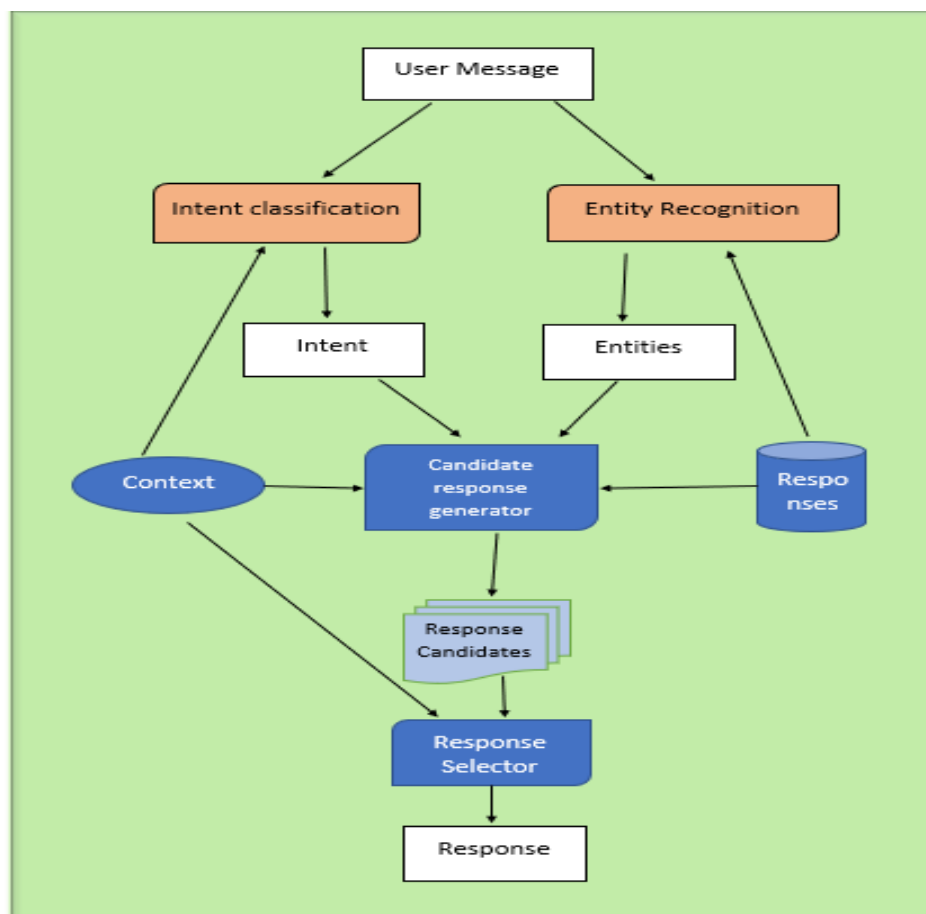 User Message
Intent classification
Entity Recognition
Intent
Entities
Context
Candidate
response
generator
Respo
nses
Response
Candidates
Response
Selector
Response